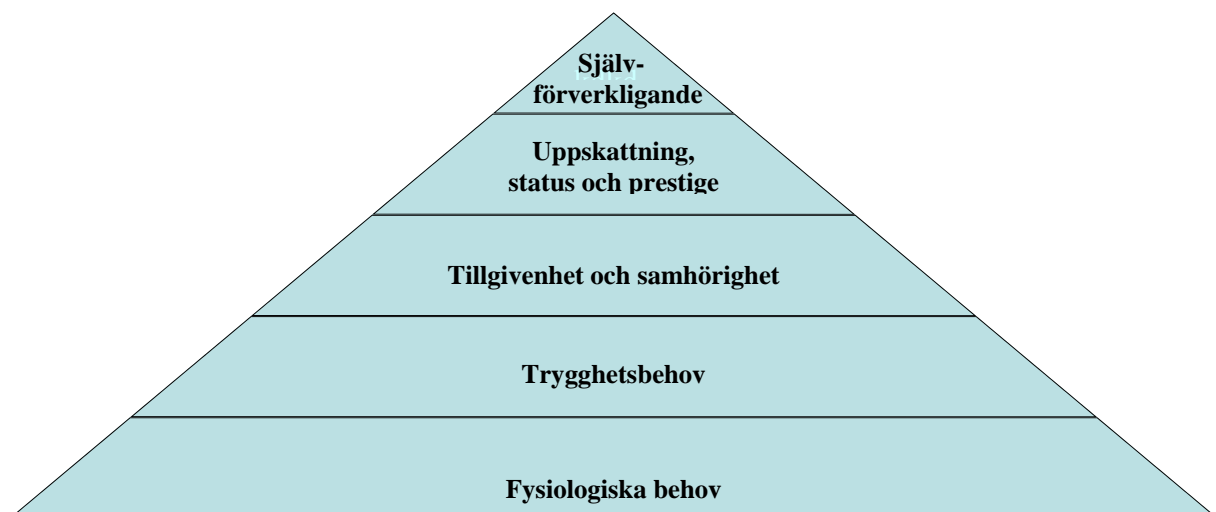 Själv-
förverkligande
Uppskattning,
status och prestige
Tillgivenhet och samhörighet
Trygghetsbehov
Fysiologiska behov